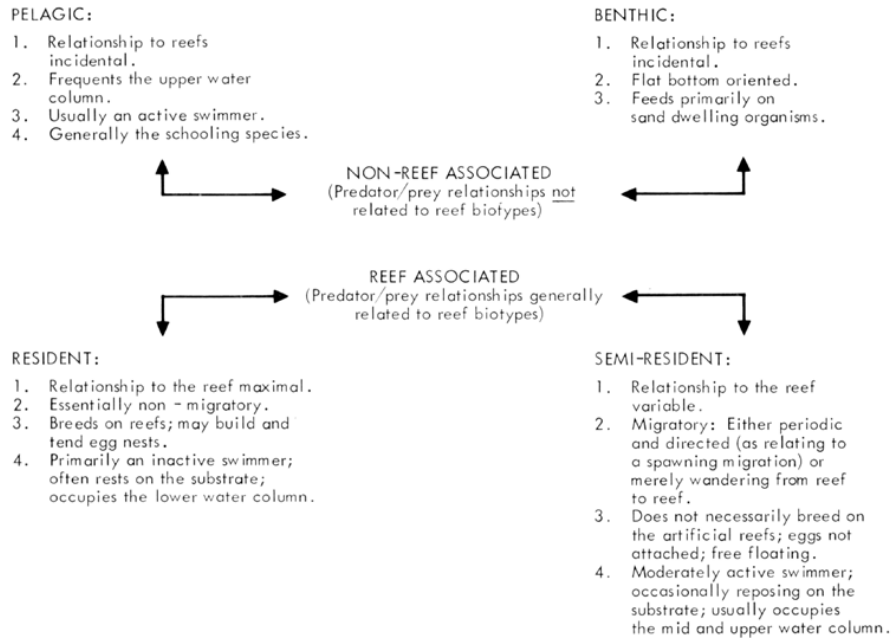 PELAGIC:
1. Relationship to reefs
incidental.
2. Frequents the upper water
column.
3. Usually an active swimmer.
4. Generally the schooling species.
BENTHIC:
1. Relationship to reefs
incidental.
2. Flat bottom oriented.
3. Feeds primarily on
sand dwelling organisms.
NON-REEF ASSOCIATED
(Predator/prey relationships not
related to reef biotypes)
REEF ASSOCIATED
(Predator/prey relationships generally
related to reef biotypes)
RESIDENT:
1. Relationship to the reef maximal.
2. Essentially non - migratory.
3. Breeds on reefs; may build and
tend egg nests.
4. Primarily an inactive swimmer;
often rests on the substrate;
occupies the lower water column.
SEMI-RESIDENT:
1. Relationship to the reef
variable.
2. Migratory: Either periodic
and directed (as relating to
a spawning migration) or
merely wandering from reef
to reef.
3. Does not necessarily breed on
the artificial reefs; eggs not
attached; free floating.
4. Moderately active swimmer;
occasionally reposing on the
substrate; usually occupies
the mid and upper water column.